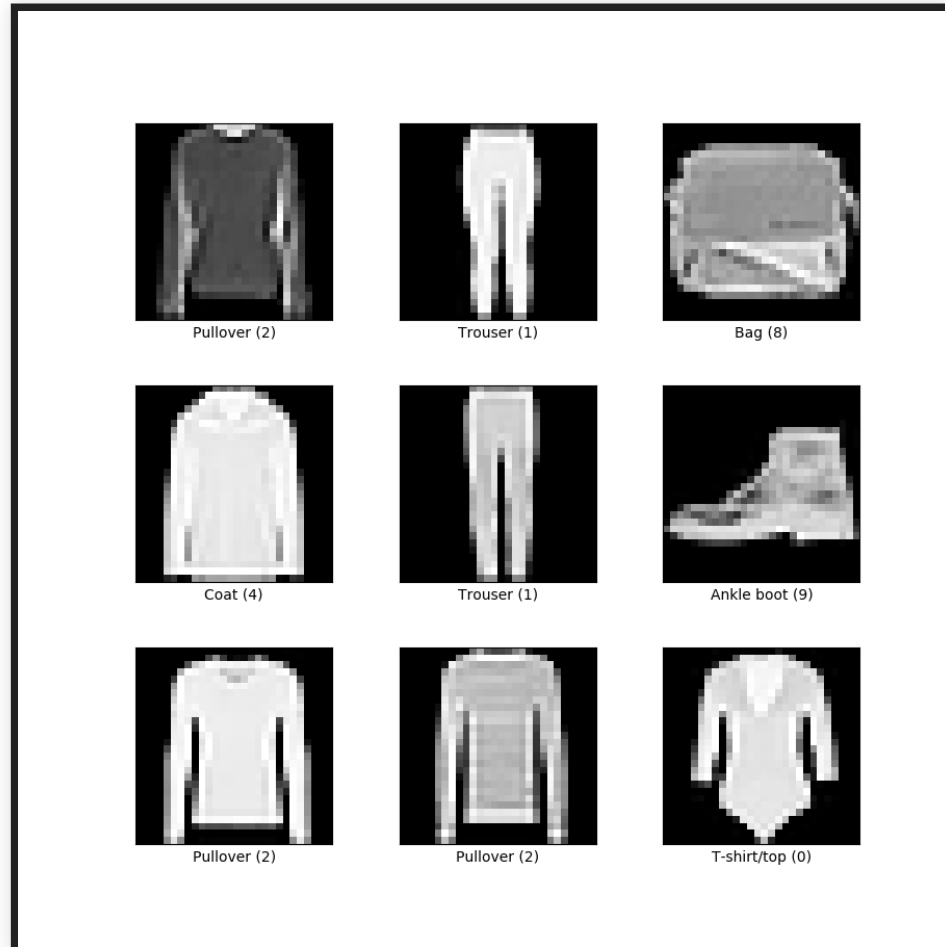 Pullover (2)
Trouser (1)
Bag (8)
Coat (4)
Trouser (1)
Ankle boot (9)
Pullover (2)
Pullover (2)
T-shirt/top (0)